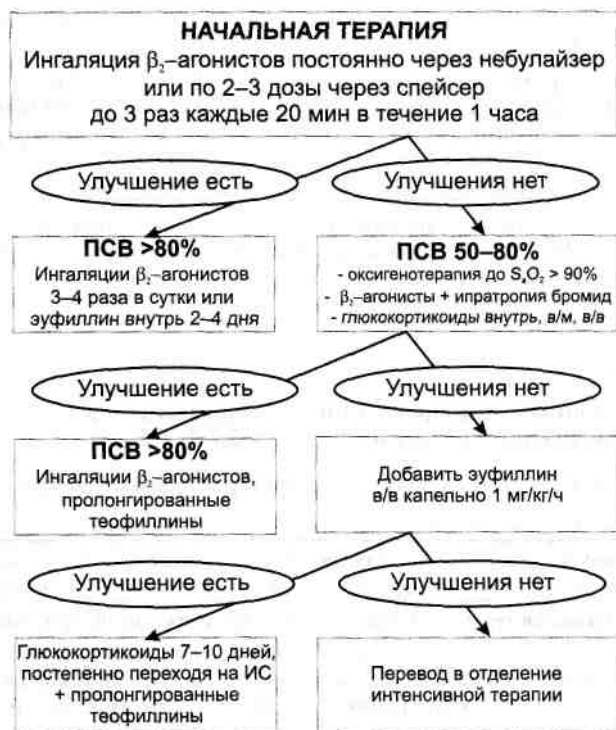 НАЧАЛЬНАЯ ТЕРАПИЯ
Ингаляция β₂–агонистов постоянно через небулайзер
или по 2–3 дозы через спейсер
до 3 раз каждые 20 мин в течение 1 часа
Улучшение есть
Улучшения нет
ПСВ >80%
Ингаляции β₂–агонистов
3–4 раза в сутки или
эуфиллин внутрь 2–4 дня
ПСВ 50–80%
- оксигенотерапия до SₐO₂ > 90%
- β₂–агонисты + ипратропия бромид
- глюкокортикоиды внутрь, в/м, в/в
Улучшение есть
Улучшения нет
ПСВ >80%
Ингаляции β₂–агонистов,
пролонгированные
теофиллины
Добавить эуфиллин
в/в капельно 1 мг/кг/ч
Улучшение есть
Улучшения нет
Глюкокортикоиды 7–10 дней,
постепенно переходя на ИС
+ пролонгированные
теофиллины
Перевод в отделение
интенсивной терапии